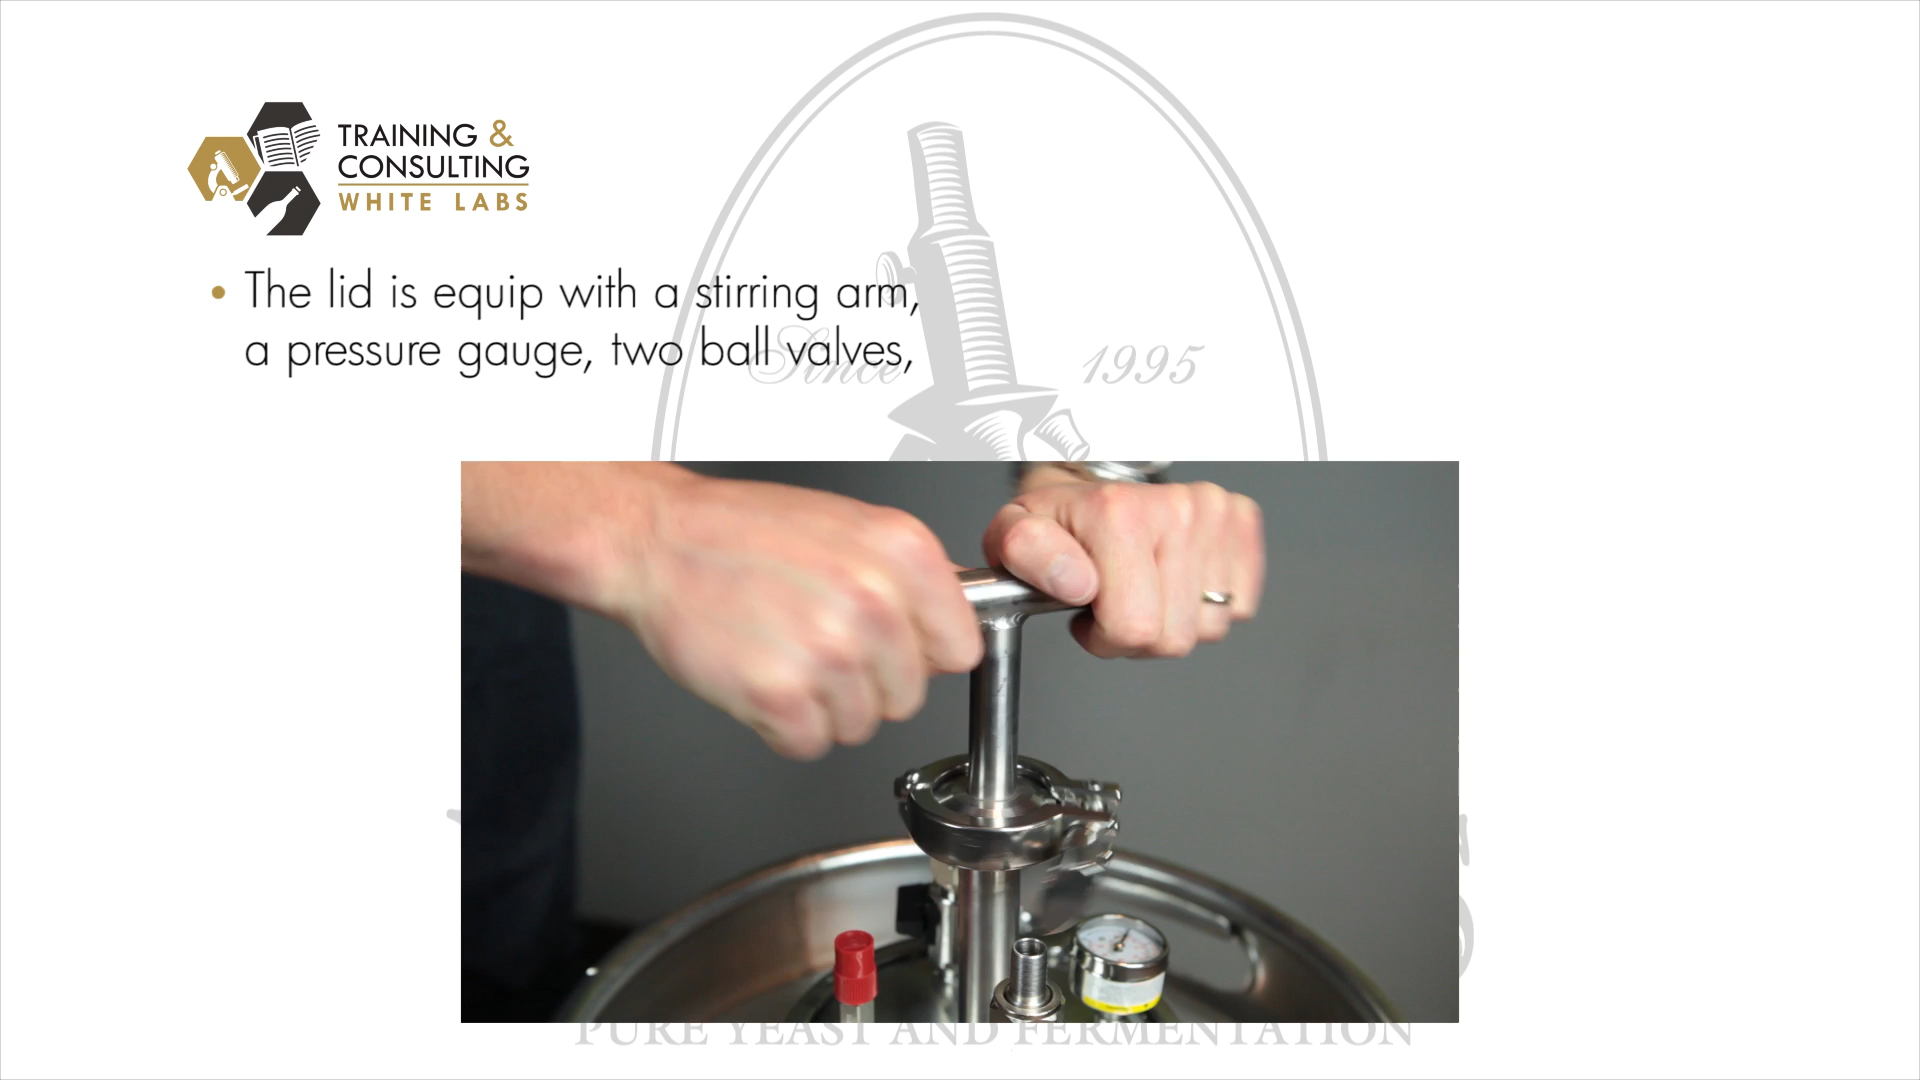 TRAINING &
CONSULTING
WHITE LABS
• The lid is equip with a stirring arm,
a pressure gauge, two ball valves,
Since 1995
PURE YEAST AND FERMENTATION